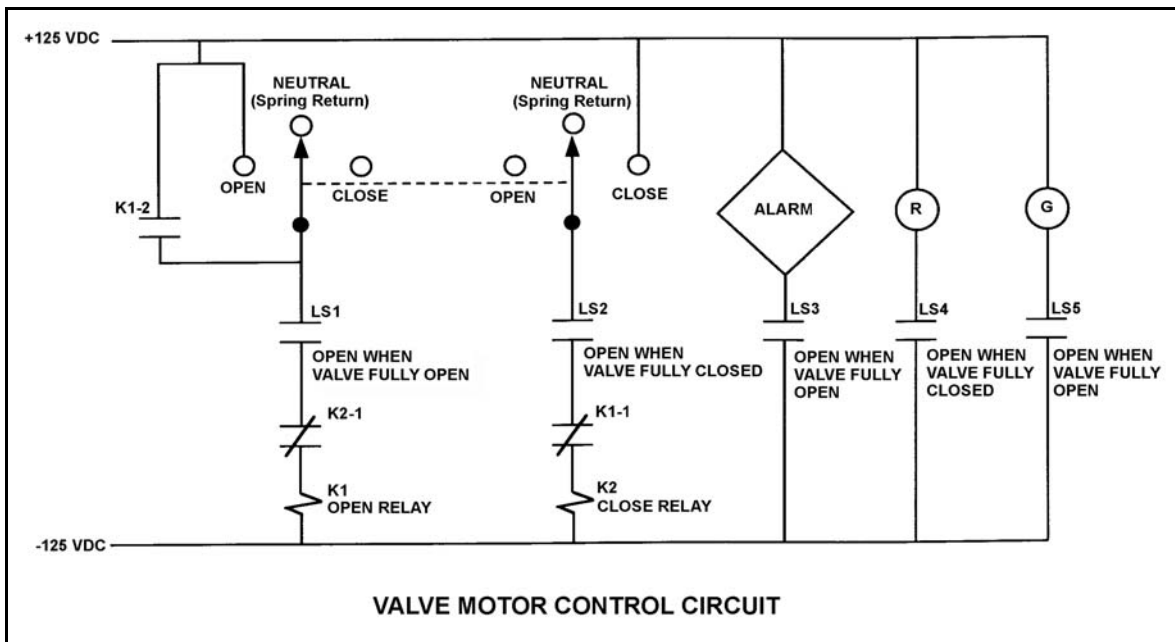 +125 VDC
NEUTRAL
(Spring Return)
NEUTRAL
(Spring Return)
OPEN
CLOSE
OPEN
CLOSE
K1-2
ALARM
R
G
LS1
OPEN WHEN
VALVE FULLY OPEN
LS2
OPEN WHEN
VALVE FULLY CLOSED
LS3
OPEN WHEN
VALVE FULLY
OPEN
LS4
OPEN WHEN
VALVE FULLY
CLOSED
LS5
OPEN WHEN
VALVE FULLY
OPEN
K2-1
K1-1
K1
OPEN RELAY
K2
CLOSE RELAY
-125 VDC
VALVE MOTOR CONTROL CIRCUIT